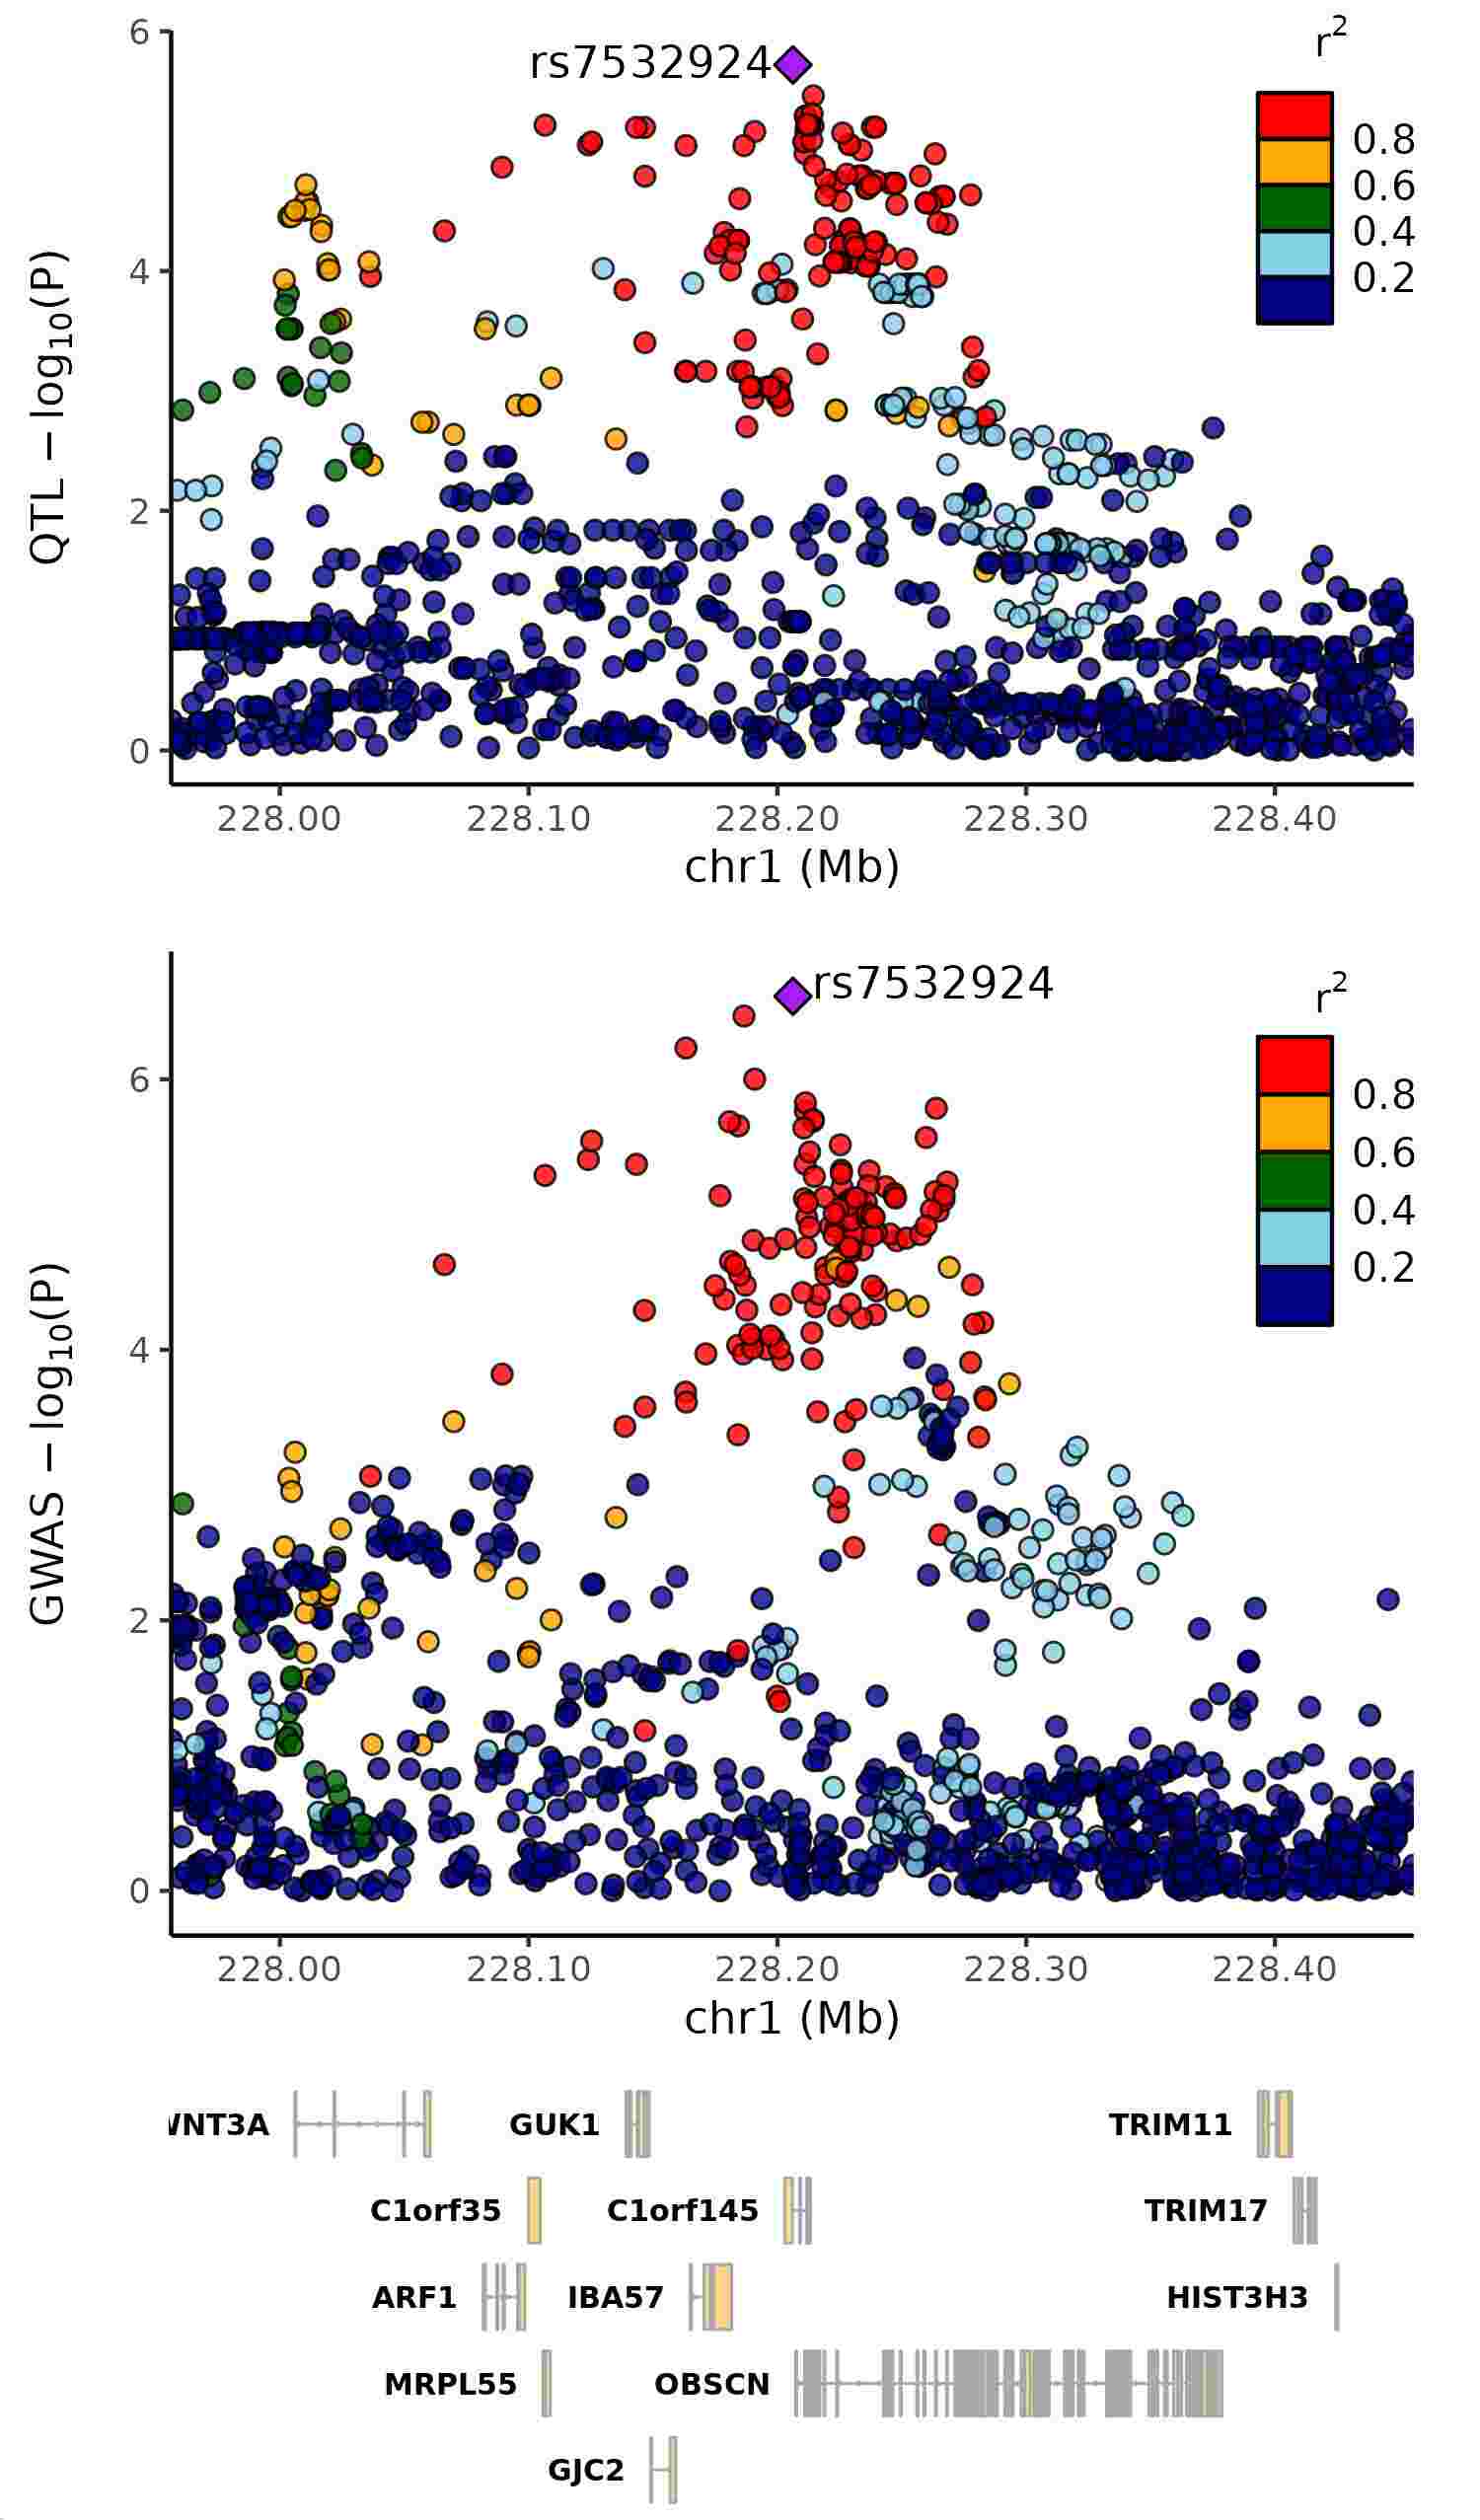 6
4
2
0
QTL − log10(P)
rs7532924
r2
0.8
0.6
0.4
0.2
228.00 228.10 228.20 228.30 228.40
chr1 (Mb)
6
4
2
0
GWAS − log10(P)
rs7532924
r2
0.8
0.6
0.4
0.2
228.00 228.10 228.20 228.30 228.40
chr1 (Mb)
WNT3A GUK1 TRIM11
C1orf35 C1orf145 TRIM17
ARF1 IBA57 HIST3H3
MRPL55 OBSCN
GJC2